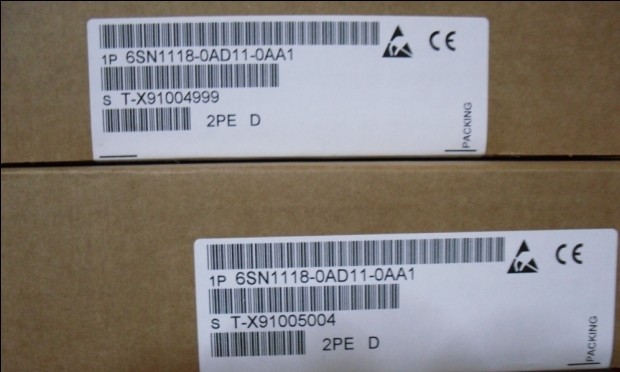 1P 6SN1118-0AD11-0AA1
S T-X91004999
2PE D
PACKING
CE
1P 6SN1118-0AD11-0AA1
S T-X91005004
2PE D
PACKING
CE